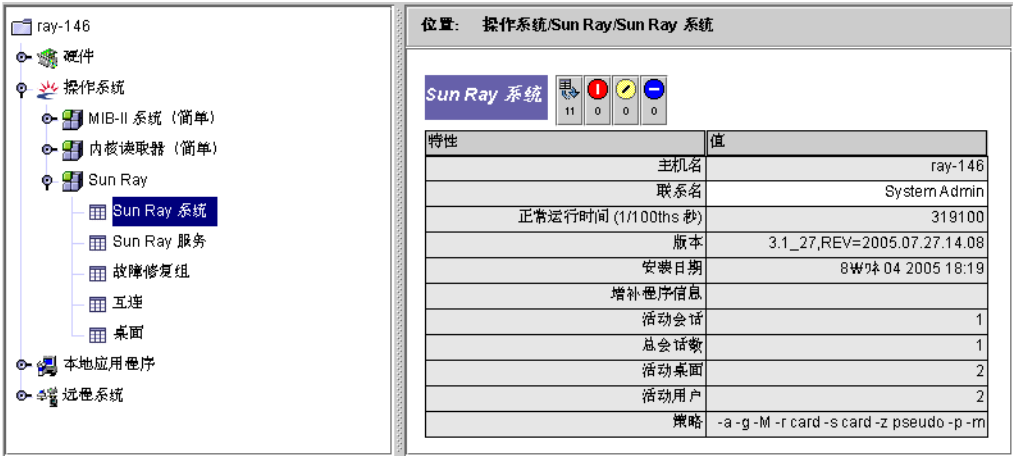 ray-146
硬件
操作系统
MIB-II 系统（简单）
内核读取器（简单）
Sun Ray
Sun Ray 系统
Sun Ray 服务
故障修复组
互连
桌面
本地应用程序
远程系统
位置: 操作系统/Sun Ray/Sun Ray 系统
Sun Ray 系统 11 0 0 0
特性 值
主机名 ray-146
联系名 System Admin
正常运行时间 (1/100ths 秒) 319100
版本 3.1_27,REV=2005.07.27.14.08
安装日期 04 2005 18:19
增补程序信息
活动会话 1
总会话数 1
活动桌面 2
活动用户 2
策略 -a -g -M -r card -s card -z pseudo -p -m